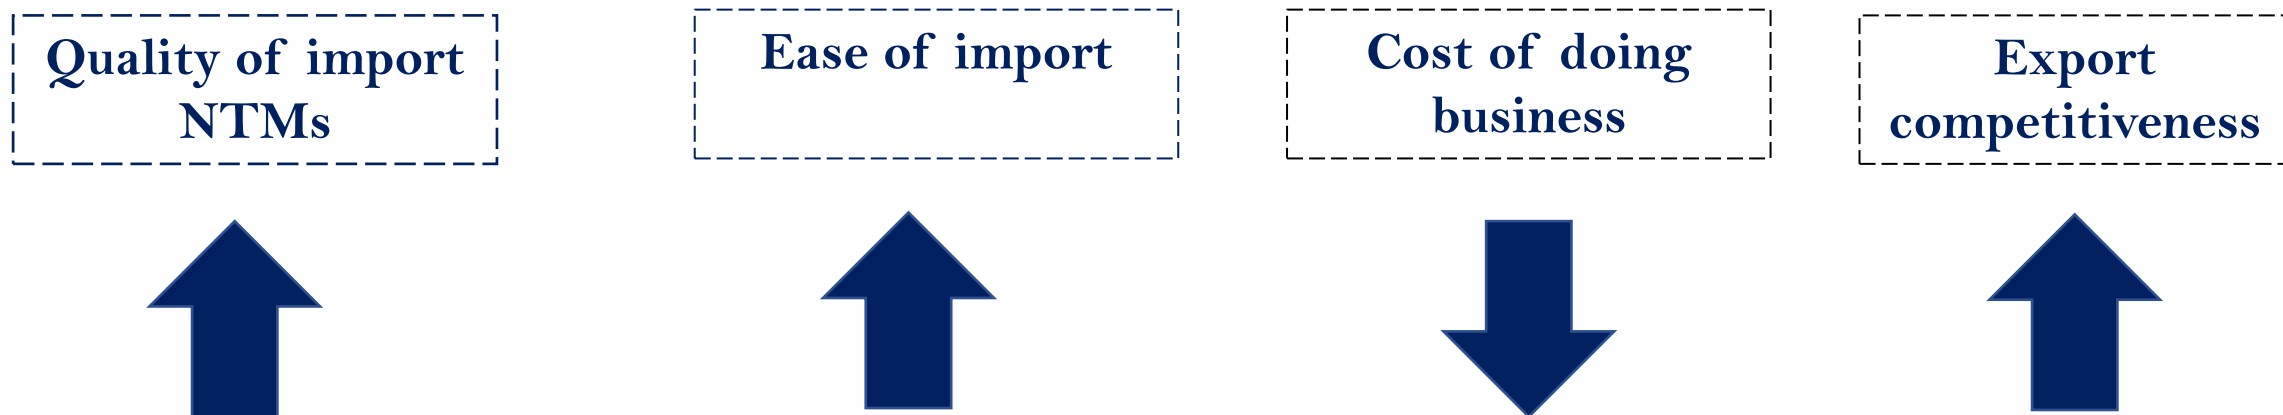 Quality of import
NTMs
Ease of import
Cost of doing
business
Export
competitiveness